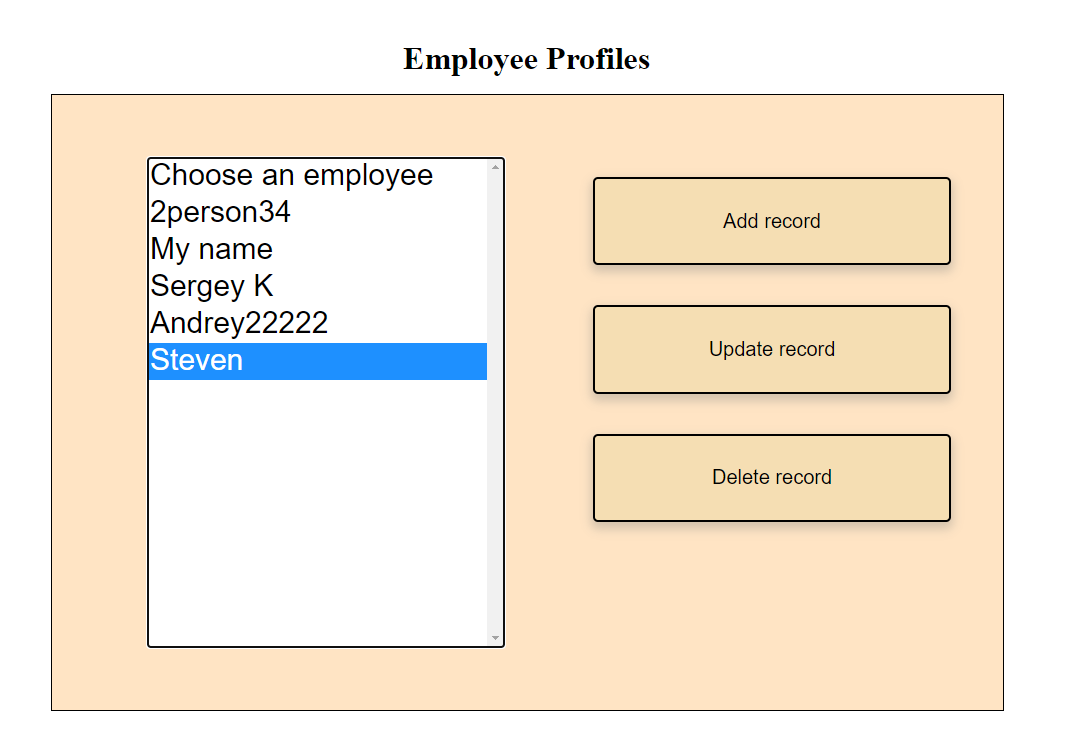 Employee Profiles
Choose an employee
2person34
My name
Sergey K
Andrey22222
Steven
Add record
Update record
Delete record